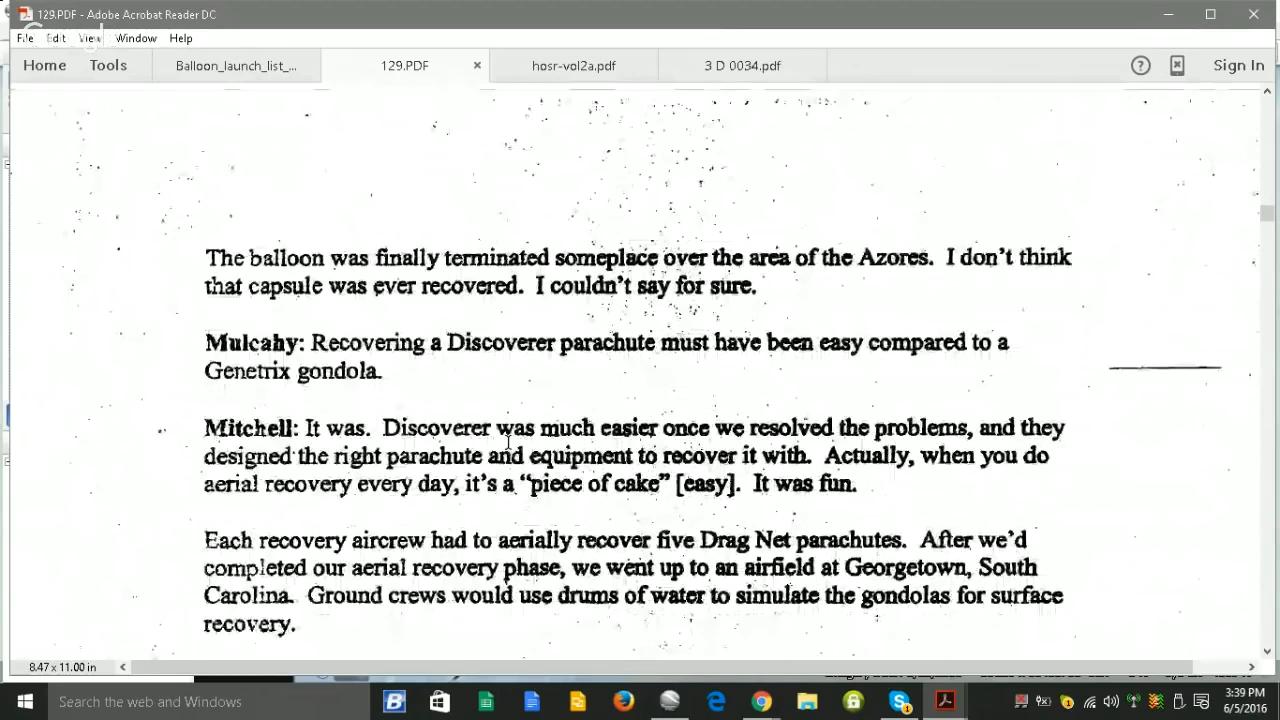 129.PDF - Adobe Acrobat Reader DC
File Edit View Window Help
Home Tools Balloon_launch_list_... 129.PDF × hosr-vol2a.pdf 3 D 0034.pdf ? Sign In
The balloon was finally terminated someplace over the area of the Azores. I don't think
that capsule was ever recovered. I couldn't say for sure.
Mulcahy: Recovering a Discoverer parachute must have been easy compared to a
Genetrix gondola.
Mitchell: It was. Discoverer was much easier once we resolved the problems, and they
designed the right parachute and equipment to recover it with. Actually, when you do
aerial recovery every day, it's a "piece of cake" [easy]. It was fun.
Each recovery aircrew had to aerially recover five Drag Net parachutes. After we'd
completed our aerial recovery phase, we went up to an airfield at Georgetown, South
Carolina. Ground crews would use drums of water to simulate the gondolas for surface
recovery.
8.47 x 11.00 in
Search the web and Windows
3:39 PM
6/5/2016